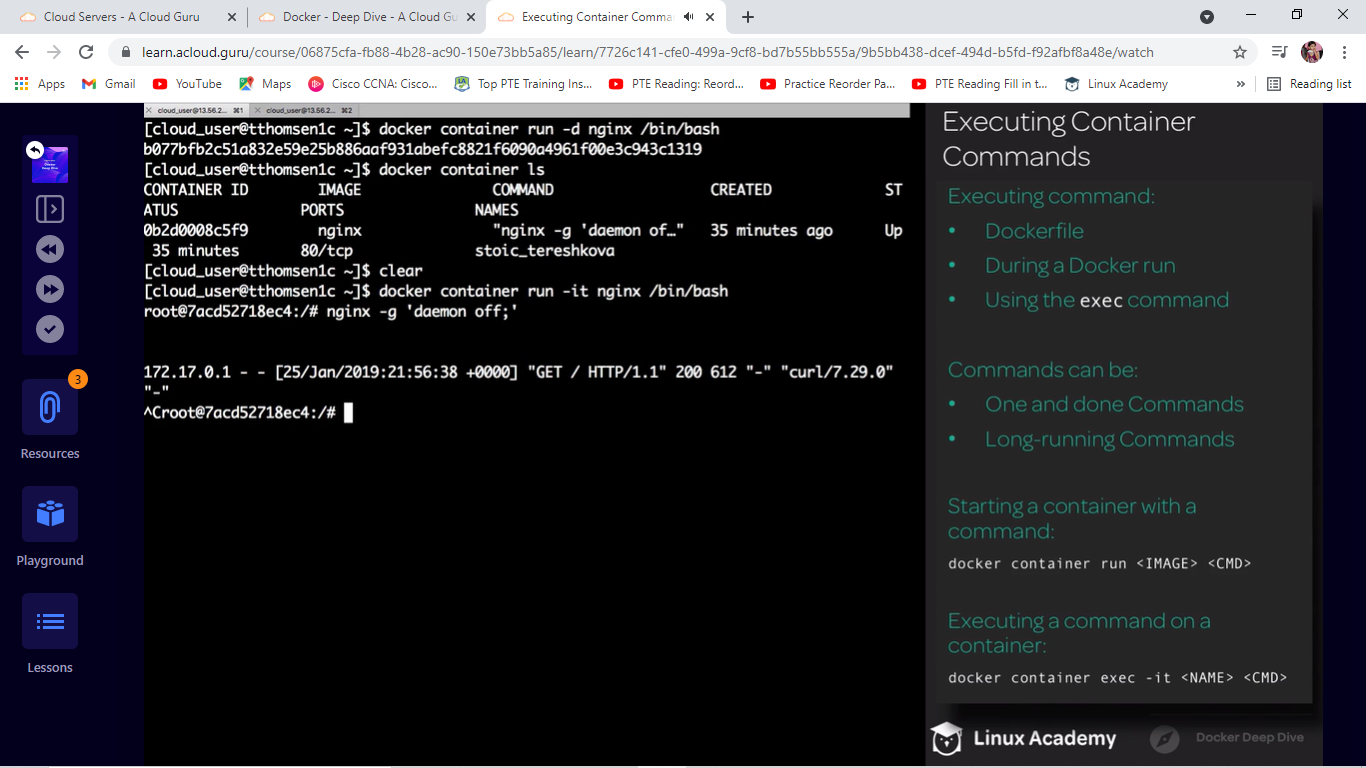 Cloud Servers - A Cloud Guru
Docker - Deep Dive - A Cloud Gu
Executing Container Comma
learn.acloud.guru/course/06875cfa-fb88-4b28-ac90-150e73bb5a85/learn/7726c141-cfe0-499a-9cf8-bd7b55bb555a/9b5bb438-dcef-494d-b5fd-f92afbf8a48e/watch
Apps
Gmail
YouTube
Maps
Cisco CCNA: Cisco...
Top PTE Training Ins...
PTE Reading: Reord...
Practice Reorder Pa...
PTE Reading Fill in t...
Linux Academy
»
Reading list
cloud_user@13.56.2... ⌘1
cloud_user@13.56.2... ⌘2
[cloud_user@tthomsen1c ~]$ docker container run -d nginx /bin/bash
b077bfb2c51a832e59e25b886aaf931abefc8821f6090a4961f00e3c943c1319
[cloud_user@tthomsen1c ~]$ docker container ls
CONTAINER ID IMAGE COMMAND CREATED ST
ATUS PORTS NAMES
0b2d0008c5f9 nginx "nginx -g 'daemon of…" 35 minutes ago Up
35 minutes 80/tcp stoic_tereshkova
[cloud_user@tthomsen1c ~]$ clear
[cloud_user@tthomsen1c ~]$ docker container run -it nginx /bin/bash
root@7acd52718ec4:/# nginx -g 'daemon off;'
172.17.0.1 - - [25/Jan/2019:21:56:38 +0000] "GET / HTTP/1.1" 200 612 "-" "curl/7.29.0"
"-"
^Croot@7acd52718ec4:/#
3
Resources
Playground
Lessons
Executing Container
Commands
Executing command:
• Dockerfile
• During a Docker run
• Using the exec command
Commands can be:
• One and done Commands
• Long-running Commands
Starting a container with a
command:
docker container run <IMAGE> <CMD>
Executing a command on a
container:
docker container exec -it <NAME> <CMD>
Linux Academy
Docker Deep Dive